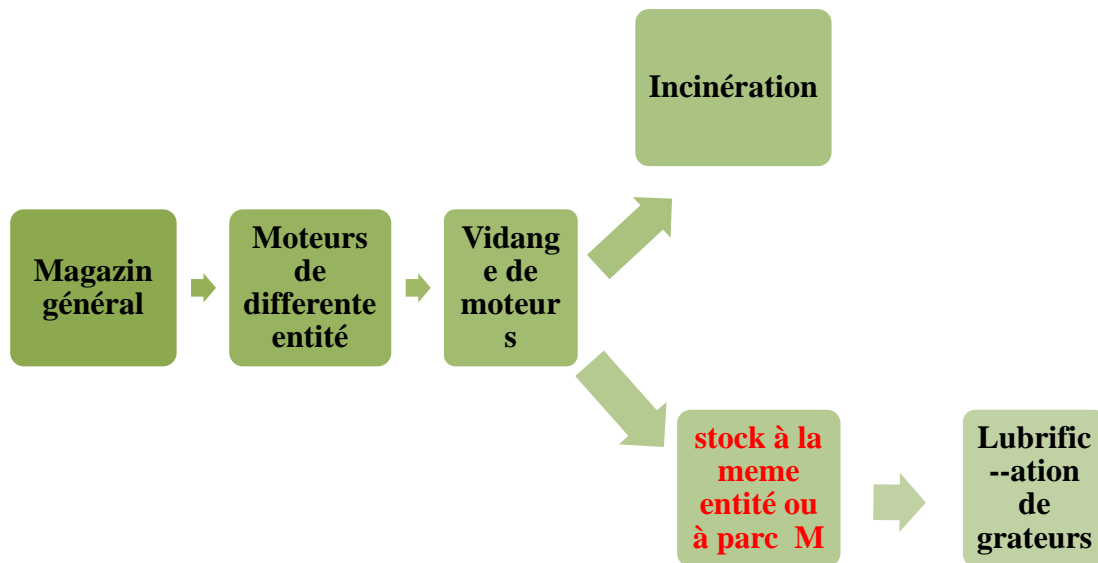 Incinération
Magazin
général
Moteurs
de
differente
entité
Vidang
e de
moteur
s
stock à la
meme
entité ou
à parc M
Lubrific
--ation
de
grateurs